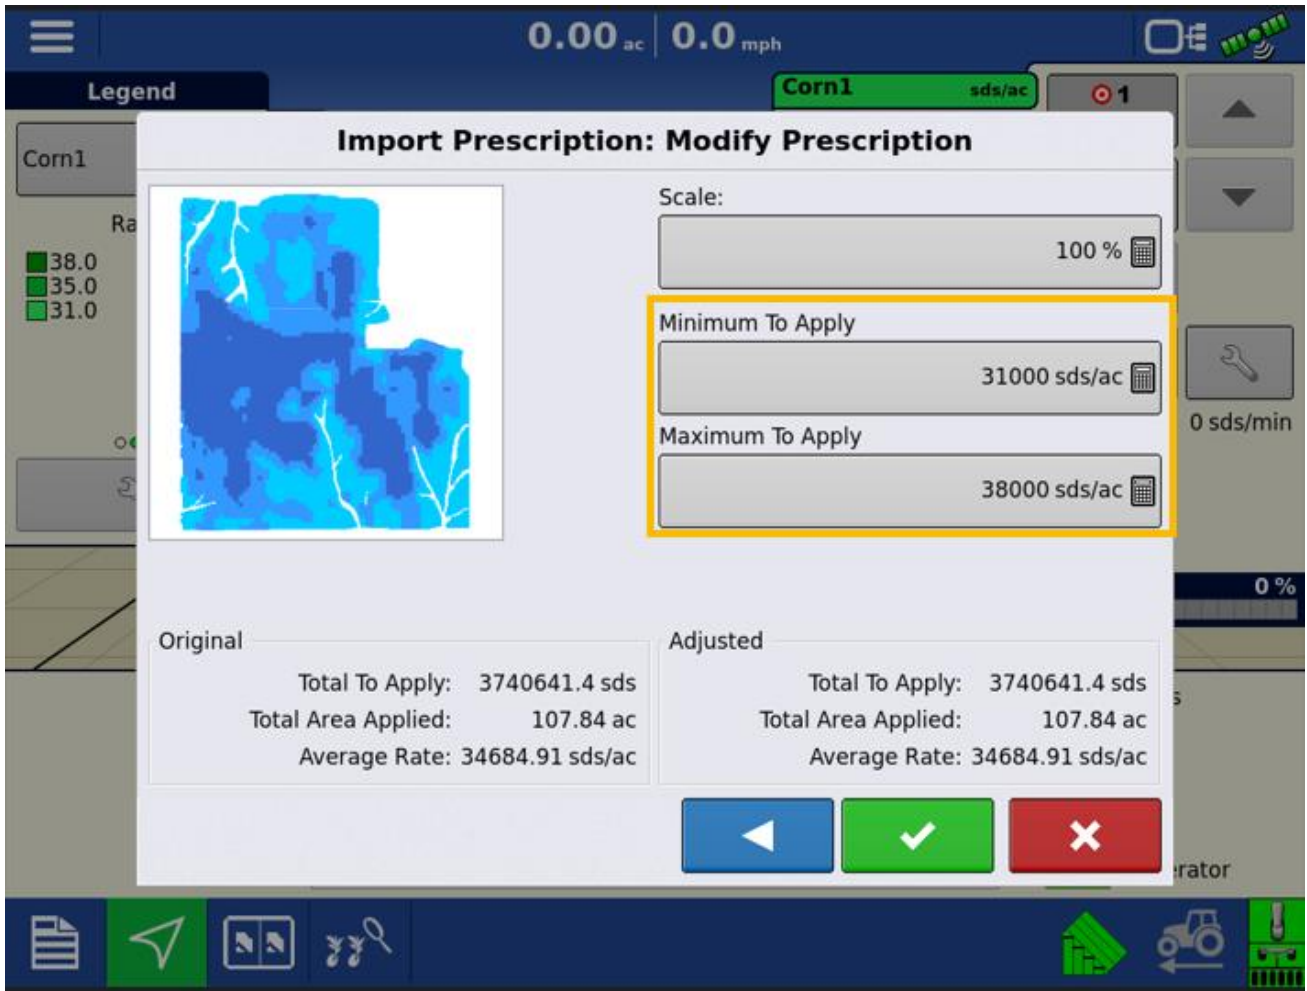 0.00 ac 0.0 mph
Legend
Corn1 sds/ac
1
Import Prescription: Modify Prescription
Corn1
38.0
35.0
31.0
Scale:
100 %
Minimum To Apply
31000 sds/ac
Maximum To Apply
38000 sds/ac
0 sds/min
0 %
Original
Total To Apply: 3740641.4 sds
Total Area Applied: 107.84 ac
Average Rate: 34684.91 sds/ac
Adjusted
Total To Apply: 3740641.4 sds
Total Area Applied: 107.84 ac
Average Rate: 34684.91 sds/ac